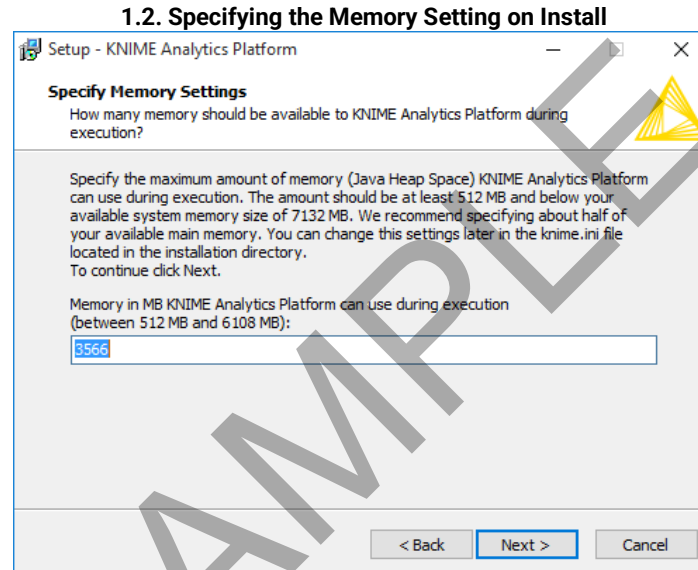 1.2. Specifying the Memory Setting on Install
Setup - KNIME Analytics Platform
Specify Memory Settings
How many memory should be available to KNIME Analytics Platform during
execution?
Specify the maximum amount of memory (Java Heap Space) KNIME Analytics Platform
can use during execution. The amount should be at least 512 MB and below your
available system memory size of 7132 MB. We recommend specifying about half of
your available main memory. You can change this settings later in the knime.ini file
located in the installation directory.
To continue click Next.
Memory in MB KNIME Analytics Platform can use during execution
(between 512 MB and 6108 MB):
3566
< Back Next > Cancel
AMPLE